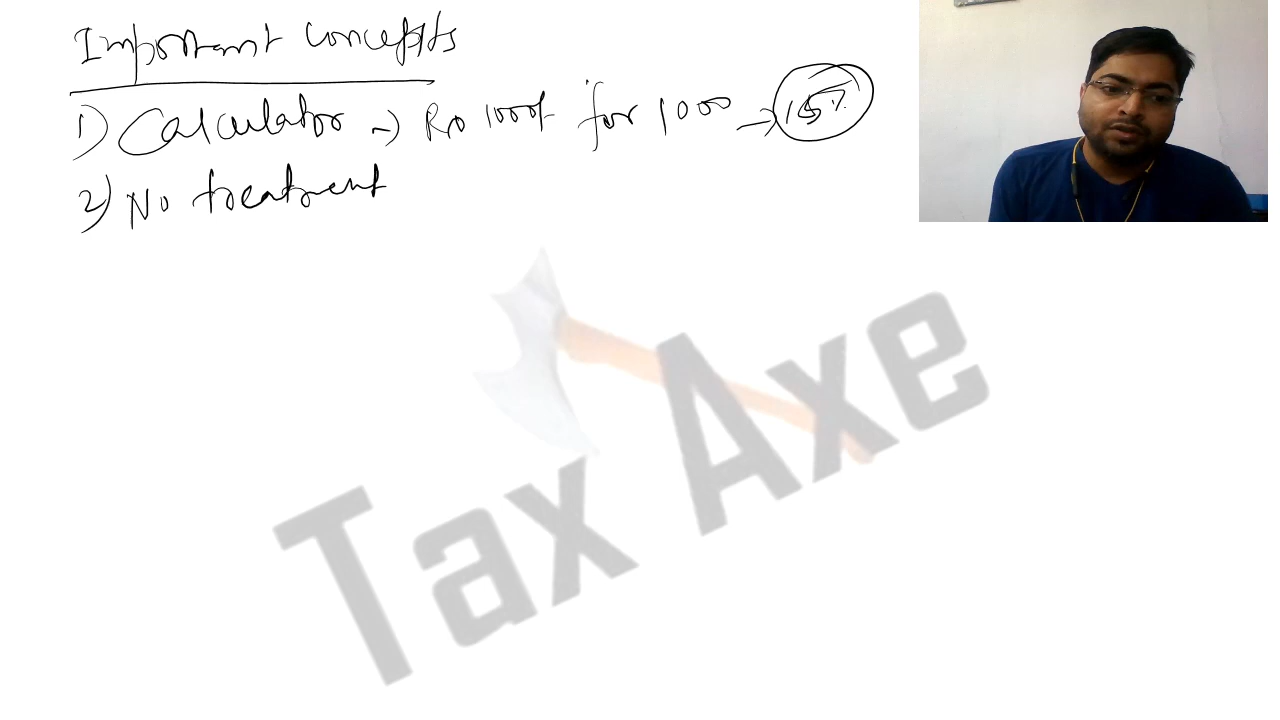 Important concepts
1) Calculator → Rs 1000/- for 1000 → 15%
2) No treatment
Tax Axe